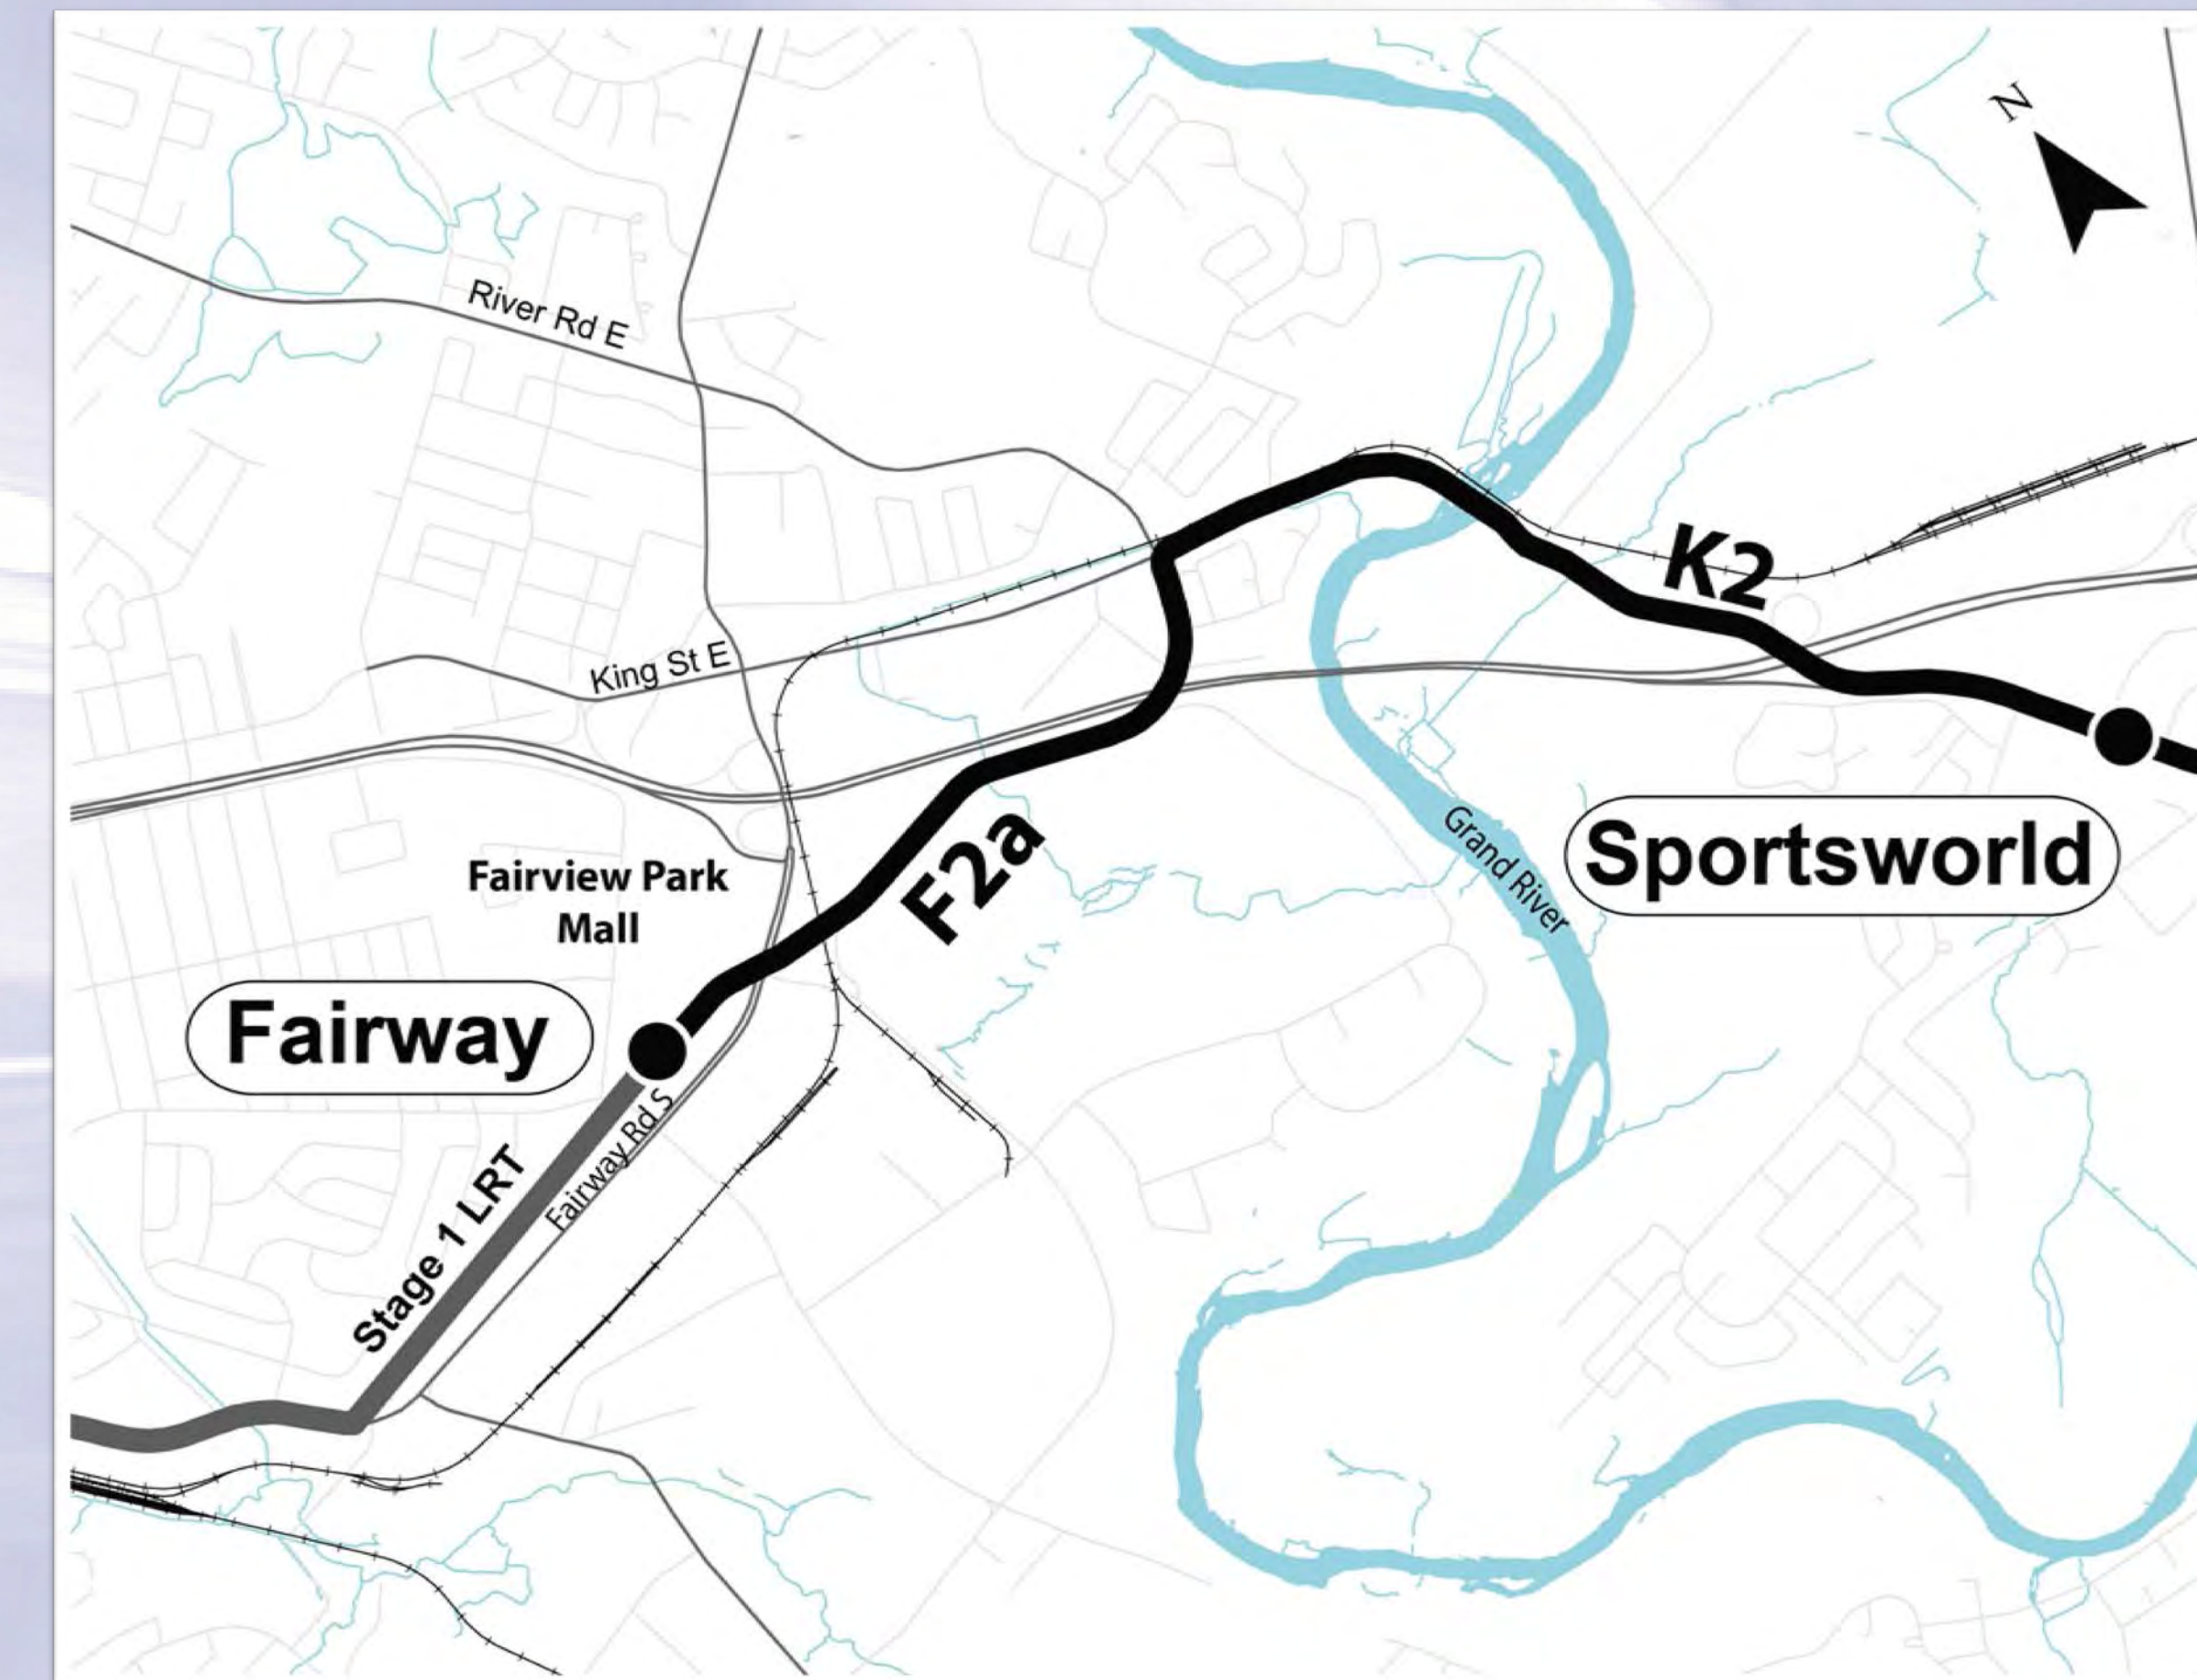 N
River Rd E
K2
King St E
F2a
Grand River
Sportsworld
Fairview Park
Mall
Fairway
Fairway Rd S
Stage 1 LRT